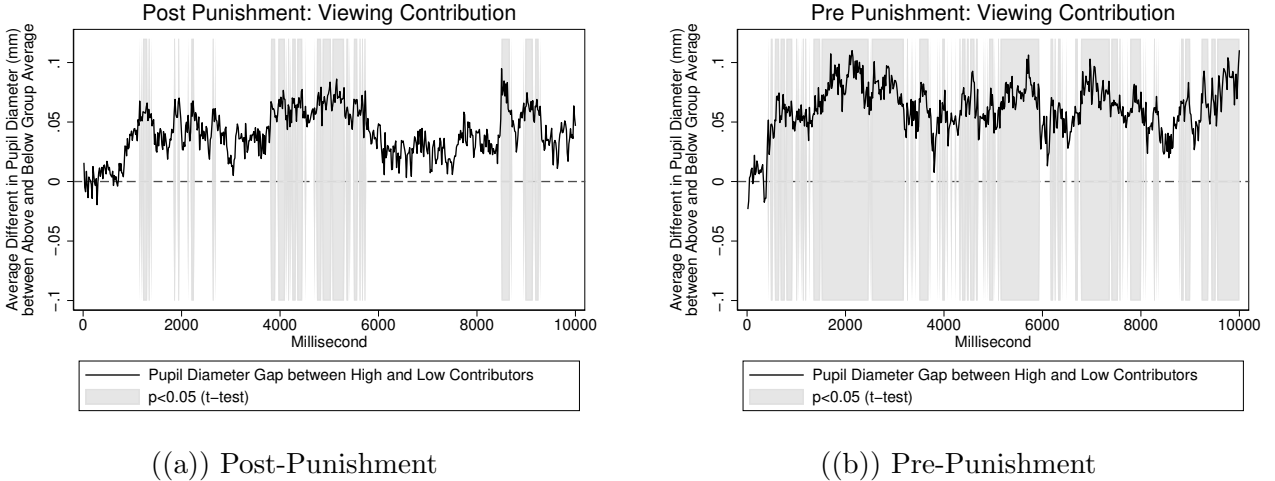 Post Punishment: Viewing Contribution
Average Different in Pupil Diameter (mm)
between Above and Below Group Average
.1
.05
0
−.05
−.1
0 2000 4000 6000 8000 10000
Millisecond
Pupil Diameter Gap between High and Low Contributors
p<0.05 (t−test)
((a)) Post-Punishment
Pre Punishment: Viewing Contribution
Average Different in Pupil Diameter (mm)
between Above and Below Group Average
.1
.05
0
−.05
−.1
0 2000 4000 6000 8000 10000
Millisecond
Pupil Diameter Gap between High and Low Contributors
p<0.05 (t−test)
((b)) Pre-Punishment